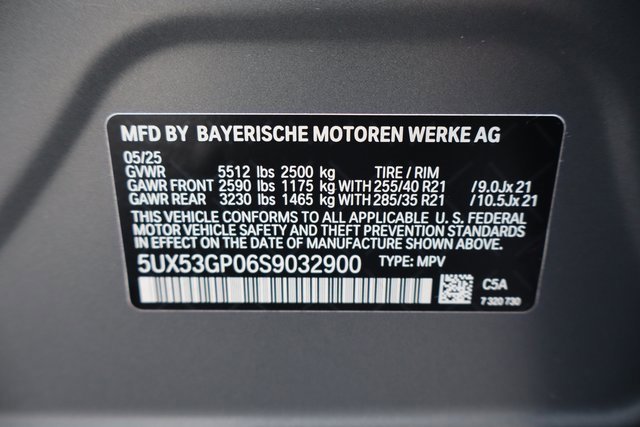 MFD BY BAYERISCHE MOTOREN WERKE AG
05/25
GVWR 5512 lbs 2500 kg TIRE / RIM
GAWR FRONT 2590 lbs 1175 kg WITH 255/40 R21 /9.0Jx 21
GAWR REAR 3230 lbs 1465 kg WITH 285/35 R21 /10.5Jx 21
THIS VEHICLE CONFORMS TO ALL APPLICABLE U. S. FEDERAL
MOTOR VEHICLE SAFETY AND THEFT PREVENTION STANDARDS
IN EFFECT ON THE DATE OF MANUFACTURE SHOWN ABOVE.
5UX53GP06S9032900 TYPE: MPV
C5A
7 320 730